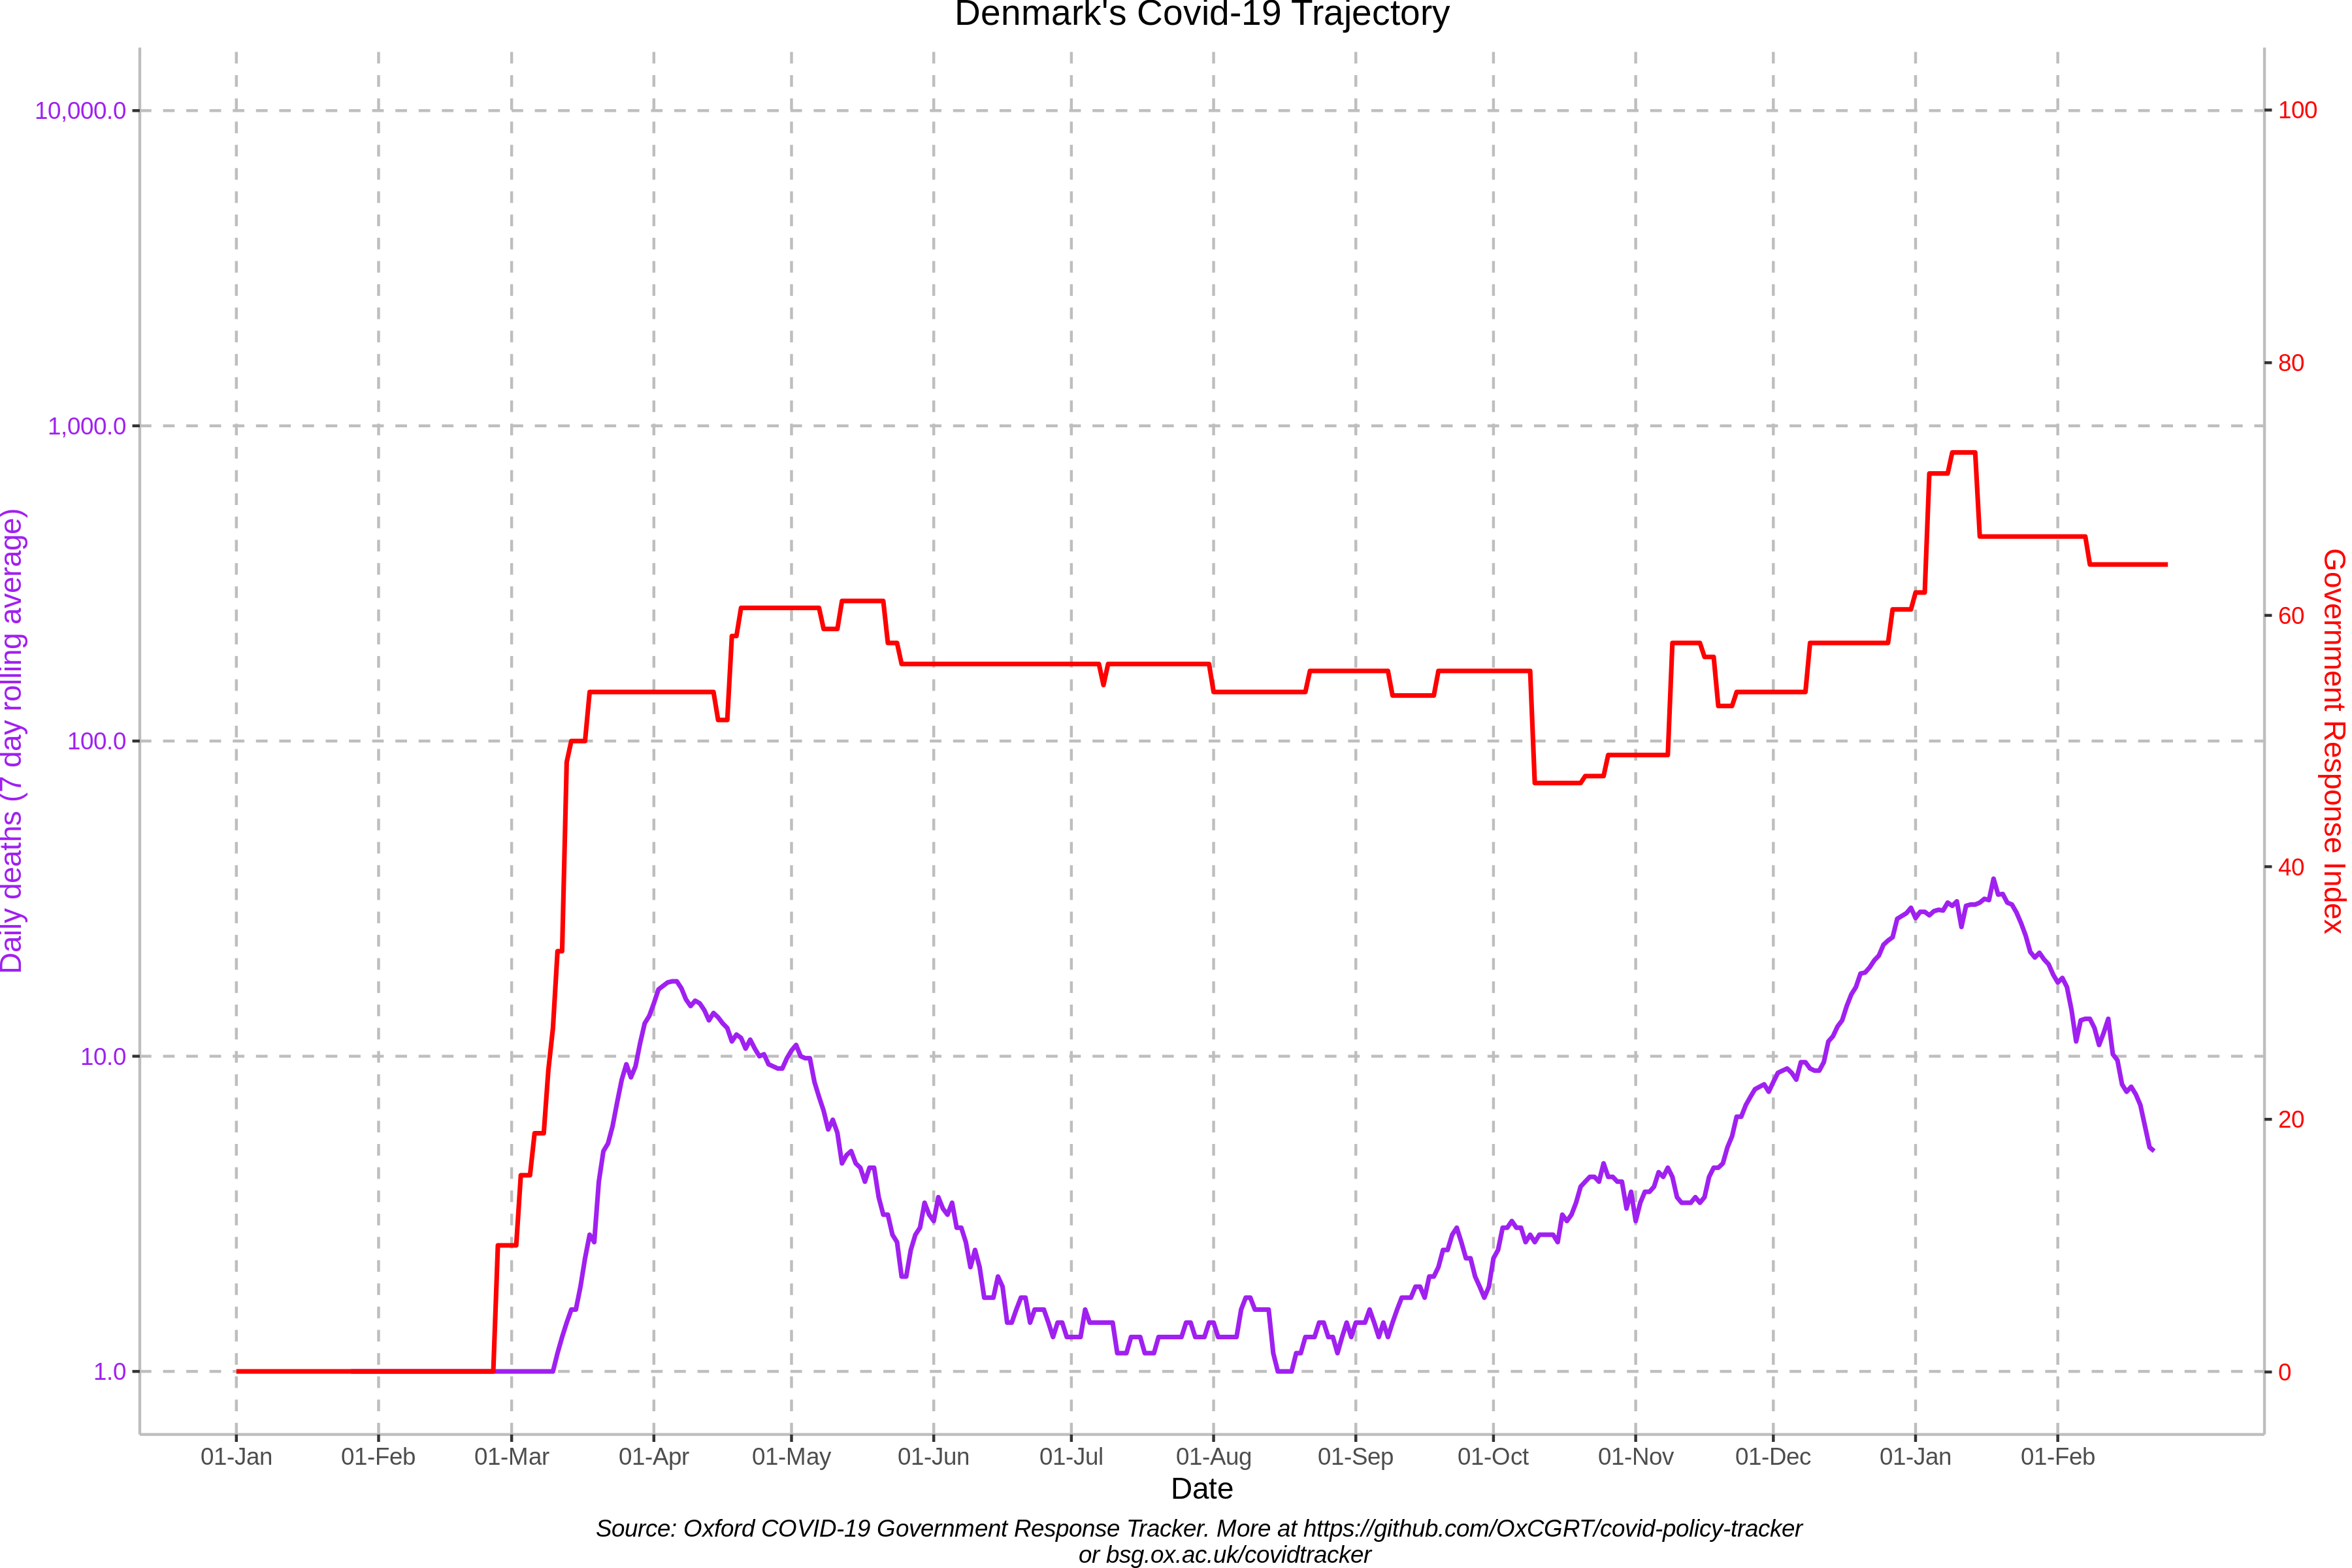 Denmark's Covid-19 Trajectory
10,000.0
1,000.0
100.0
10.0
1.0
Daily deaths (7 day rolling average)
100
80
60
40
20
0
Government Response Index
01-Jan 01-Feb 01-Mar 01-Apr 01-May 01-Jun 01-Jul 01-Aug 01-Sep 01-Oct 01-Nov 01-Dec 01-Jan 01-Feb
Date
Source: Oxford COVID-19 Government Response Tracker. More at https://github.com/OxCGRT/covid-policy-tracker
or bsg.ox.ac.uk/covidtracker